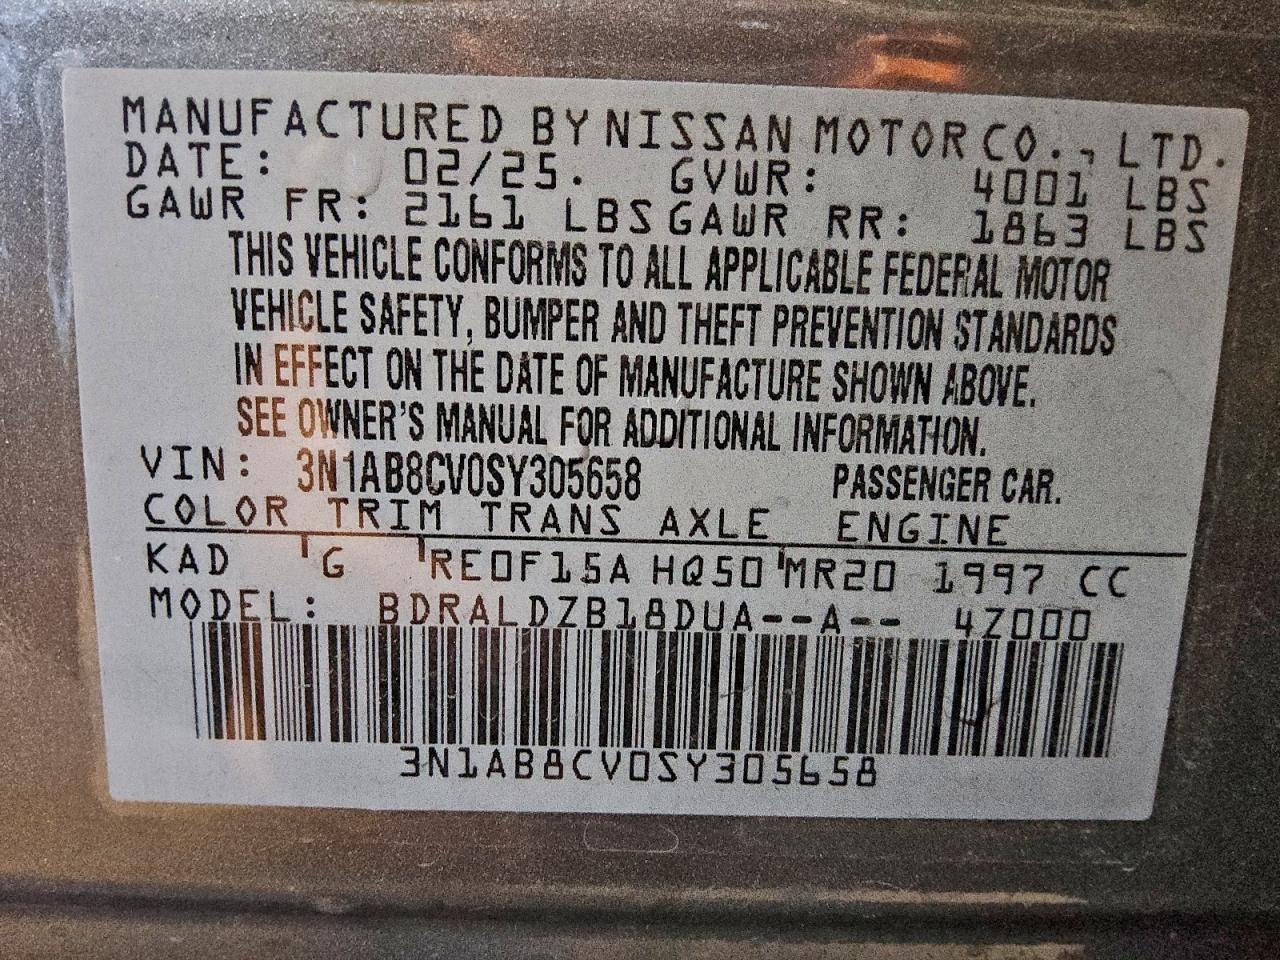 MANUFACTURED BY NISSAN MOTOR CO., LTD.
DATE: 02/25. GVWR: 4001 LBS
GAWR FR: 2161 LBS GAWR RR: 1863 LBS
THIS VEHICLE CONFORMS TO ALL APPLICABLE FEDERAL MOTOR
VEHICLE SAFETY, BUMPER AND THEFT PREVENTION STANDARDS
IN EFFECT ON THE DATE OF MANUFACTURE SHOWN ABOVE.
SEE OWNER'S MANUAL FOR ADDITIONAL INFORMATION.
VIN: 3N1AB8CV0SY305658 PASSENGER CAR.
COLOR TRIM TRANS AXLE ENGINE
KAD G RE0F15A HQ50 MR20 1997 CC
MODEL: BDRALDZB18DUA--A-- 4Z000
3N1AB8CV0SY305658